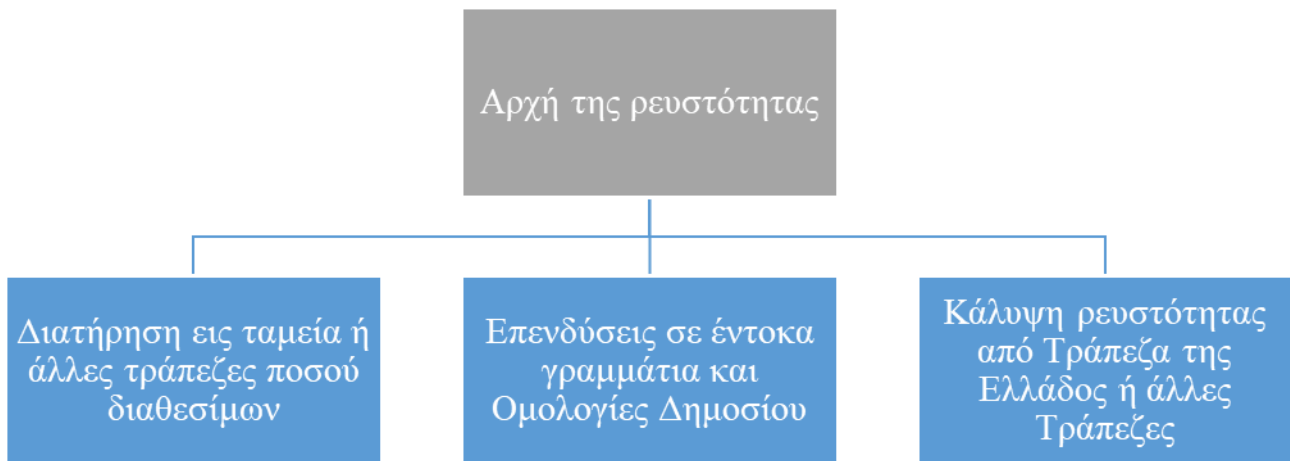 Αρχή της ρευστότητας
Διατήρηση εις ταμεία ή
άλλες τράπεζες ποσού
διαθεσίμων
Επενδύσεις σε έντοκα
γραμμάτια και
Ομολογίες Δημοσίου
Κάλυψη ρευστότητας
από Τράπεζα της
Ελλάδος ή άλλες
Τράπεζες